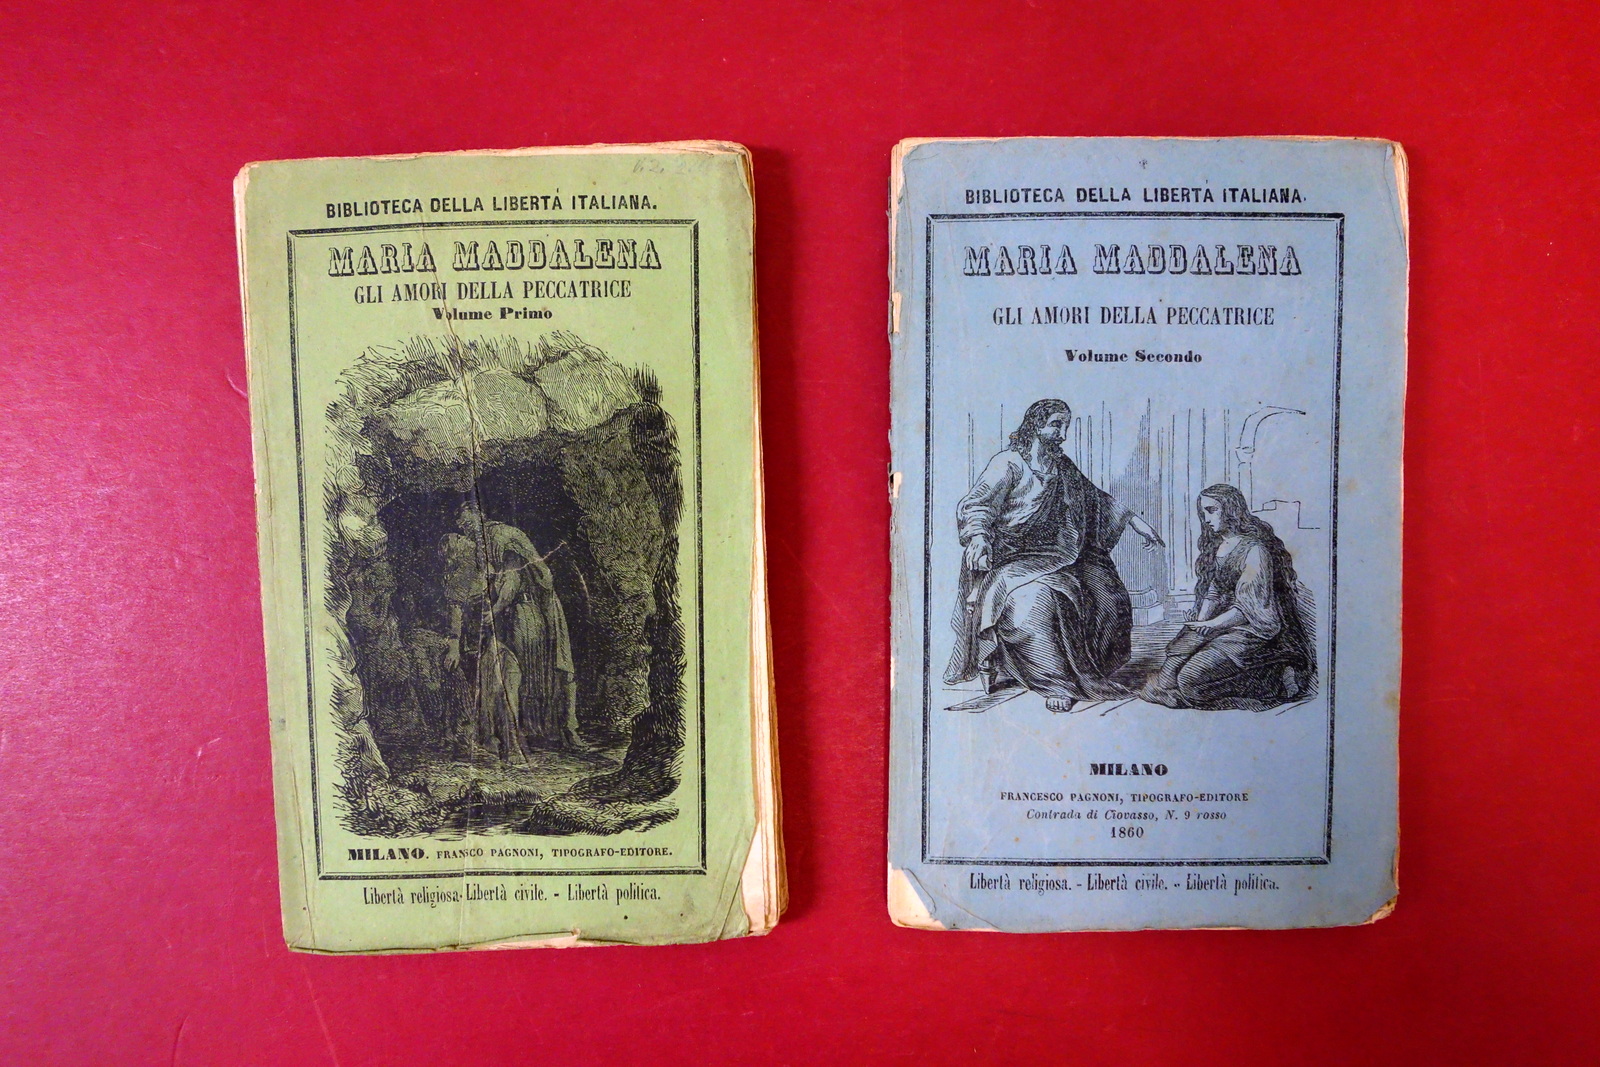 BIBLIOTECA DELLA LIBERTÁ ITALIANA.
MARIA MADDALENA
GLI AMORI DELLA PECCATRICE
Volume Primo
MILANO. FRANSCO PAGNONI, TIPOGRAFO-EDITORE.
Libertà religiosa-Libertà civile. - Libertà politica.
BIBLIOTECA DELLA LIBERTÁ ITALIANA.
MARIA MADDALENA
GLI AMORI DELLA PECCATRICE
Volume Secondo
MILANO
FRANCESCO PAGNONI, TIPOGRAFO-EDITORE
Contrada di Ciovasso, N. 9 rosso
1860
Libertà religiosa. - Libertà civile. - Libertà politica.